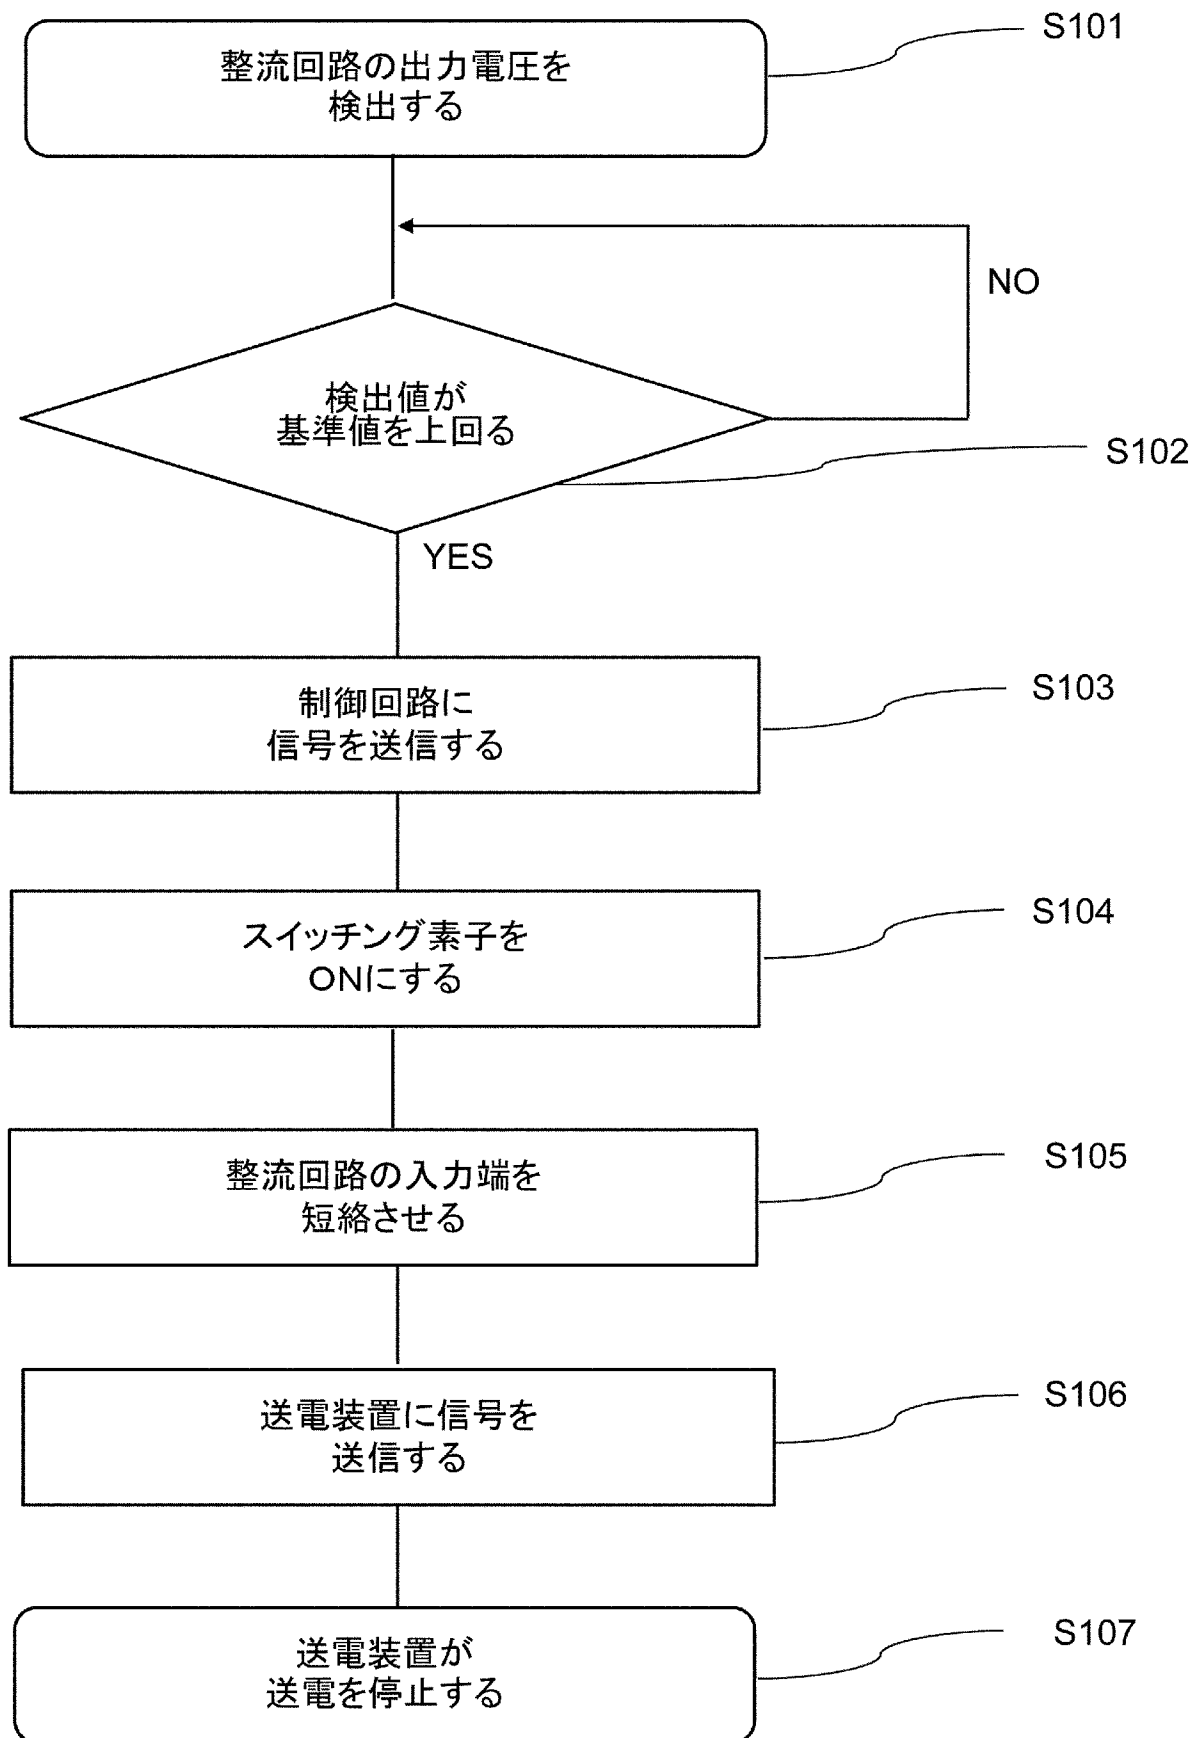 整流回路の出力電圧を
検出する
S101
NO
検出値が
基準値を上回る
S102
YES
制御回路に
信号を送信する
S103
スイッチング素子を
ONにする
S104
整流回路の入力端を
短絡させる
S105
送電装置に信号を
送信する
S106
送電装置が
送電を停止する
S107